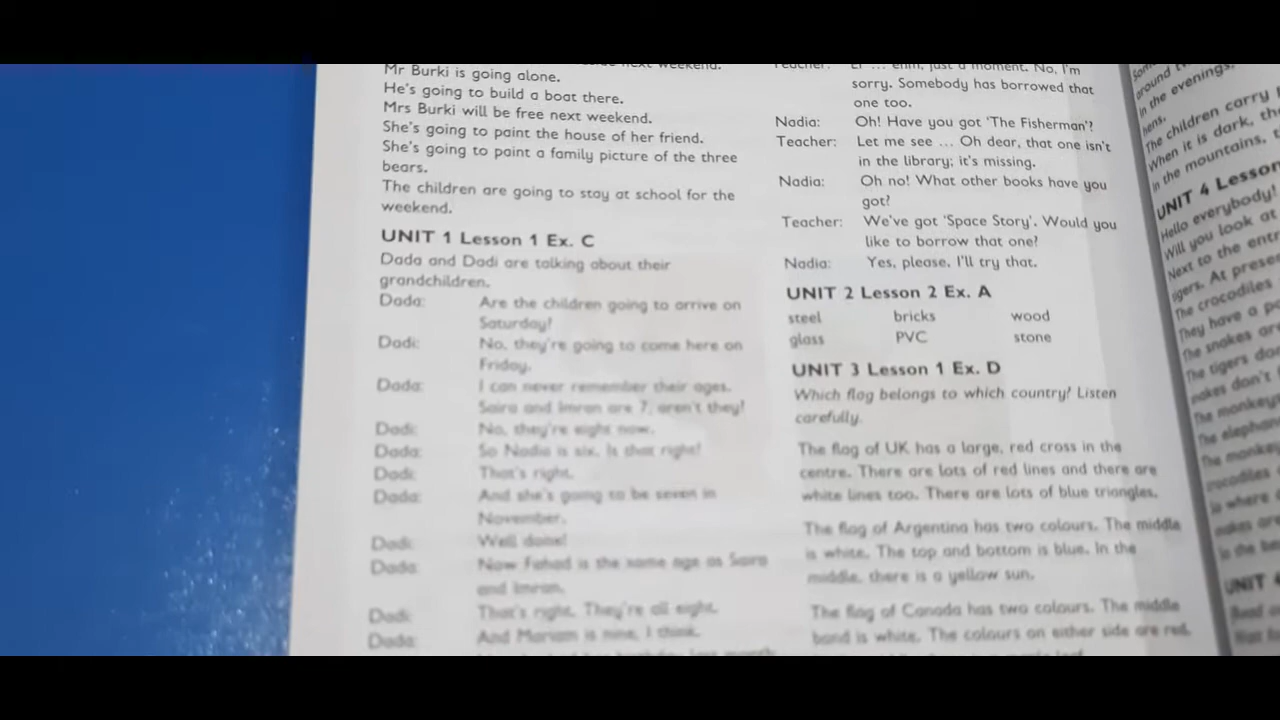 next weekend.
Mr Burki is going alone.
He's going to build a boat there.
Mrs Burki will be free next weekend.
She's going to paint the house of her friend.
She's going to paint a family picture of the three
bears.
The children are going to stay at school for the
weekend.
UNIT 1 Lesson 1 Ex. C
Dada and Dadi are talking about their
grandchildren.
Dada: Are the children going to arrive on
Saturday?
Dadi: No, they're going to come here on
Friday.
Dada: I can never remember their ages.
Saira and Imran are 7, aren't they?
Dadi: No, they're eight now.
Dada: So Nadia is six. Is that right?
Dadi: That's right.
Dada: And she's going to be seven in
November.
Dadi: Well done!
Dada: Now Fahad is the same age as Saira
and Imran.
Dadi: That's right. They're all eight.
Dada: And Mariam is nine, I think.
birthday last month
Teacher: Er ... ehm, just a moment. No, I'm
sorry. Somebody has borrowed that
one too.
Nadia: Oh! Have you got 'The Fisherman'?
Teacher: Let me see ... Oh dear, that one isn't
in the library; it's missing.
Nadia: Oh no! What other books have you
got?
Teacher: We've got 'Space Story'. Would you
like to borrow that one?
Nadia: Yes, please. I'll try that.
UNIT 2 Lesson 2 Ex. A
steel bricks wood
glass PVC stone
UNIT 3 Lesson 1 Ex. D
Which flag belongs to which country? Listen
carefully.
The flag of UK has a large, red cross in the
centre. There are lots of red lines and there are
white lines too. There are lots of blue triangles.
The flag of Argentina has two colours. The middle
is white. The top and bottom is blue. In the
middle, there is a yellow sun.
The flag of Canada has two colours. The middle
band is white. The colours on either side are red.
around
in the evenings.
hens.
The children carry
When it is dark, the
in the mountains,
UNIT 4 Lesson
Hello everybody!
Will you look at
Next to the entr
tigers. At prese
The crocodiles
They have a po
The snakes are
The tigers don
snakes don't
The monkey
The elephan
The monkey
crocodiles
is where
snakes are
in the
UNIT